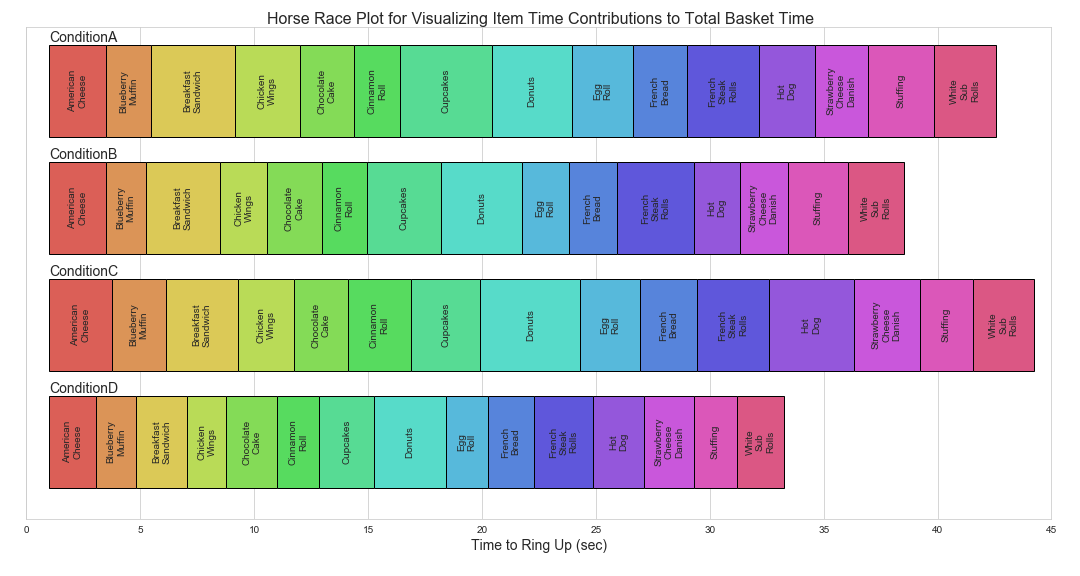 Horse Race Plot for Visualizing Item Time Contributions to Total Basket Time
ConditionA
American
Cheese
Blueberry
Muffin
Breakfast
Sandwich
Chicken
Wings
Chocolate
Cake
Cinnamon
Roll
Cupcakes
Donuts
Egg
Roll
French
Bread
French
Steak
Rolls
Hot
Dog
Strawberry
Cheese
Danish
Stuffing
White
Sub
Rolls
ConditionB
American
Cheese
Blueberry
Muffin
Breakfast
Sandwich
Chicken
Wings
Chocolate
Cake
Cinnamon
Roll
Cupcakes
Donuts
Egg
Roll
French
Bread
French
Steak
Rolls
Hot
Dog
Strawberry
Cheese
Danish
Stuffing
White
Sub
Rolls
ConditionC
American
Cheese
Blueberry
Muffin
Breakfast
Sandwich
Chicken
Wings
Chocolate
Cake
Cinnamon
Roll
Cupcakes
Donuts
Egg
Roll
French
Bread
French
Steak
Rolls
Hot
Dog
Strawberry
Cheese
Danish
Stuffing
White
Sub
Rolls
ConditionD
American
Cheese
Blueberry
Muffin
Breakfast
Sandwich
Chicken
Wings
Chocolate
Cake
Cinnamon
Roll
Cupcakes
Donuts
Egg
Roll
French
Bread
French
Steak
Rolls
Hot
Dog
Strawberry
Cheese
Danish
Stuffing
White
Sub
Rolls
0 5 10 15 20 25 30 35 40 45
Time to Ring Up (sec)